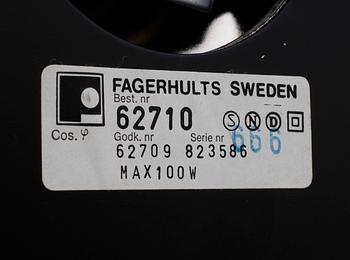 FAGERHULTS SWEDEN
Best. nr
62710 S N D
Cos. φ Godk. nr Serie nr
62709 823586
666
MAX100W